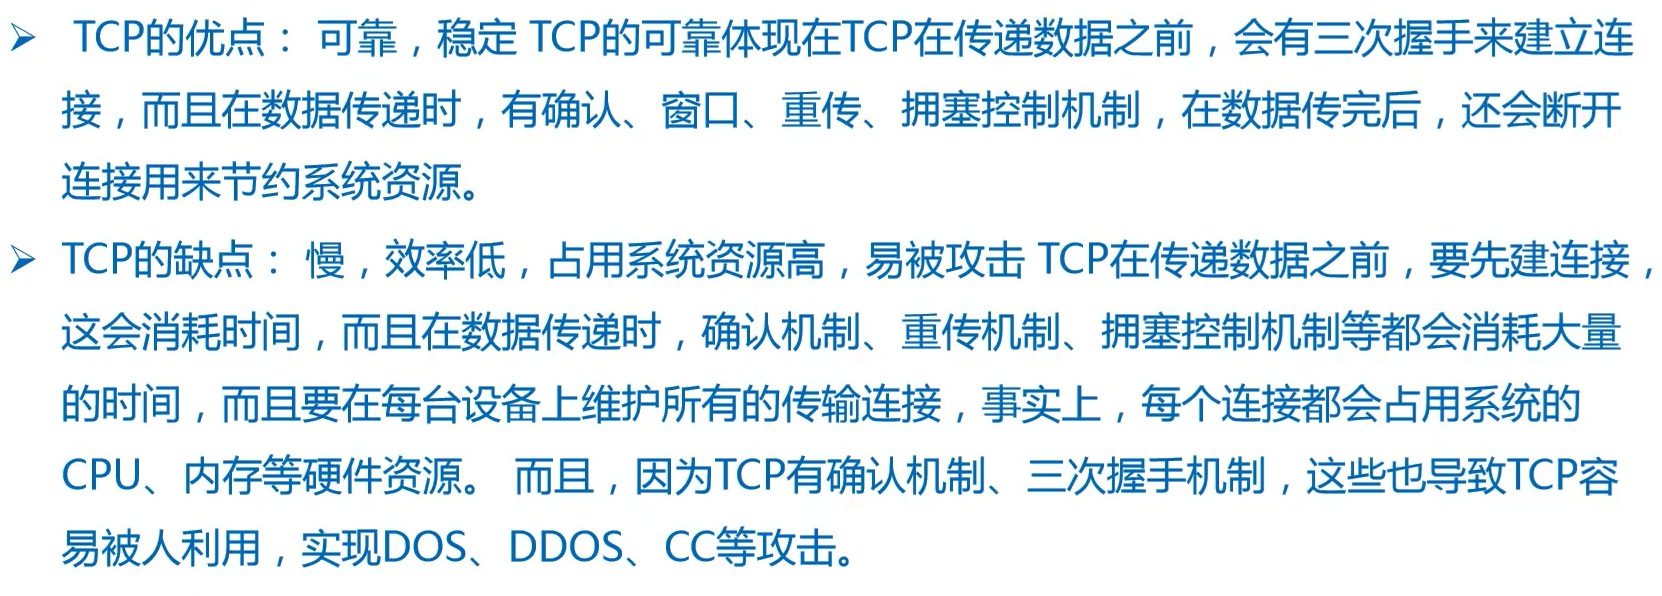 ➢ TCP的优点： 可靠，稳定 TCP的可靠体现在TCP在传递数据之前，会有三次握手来建立连
接，而且在数据传递时，有确认、窗口、重传、拥塞控制机制，在数据传完后，还会断开
连接用来节约系统资源。
➢ TCP的缺点： 慢，效率低，占用系统资源高，易被攻击 TCP在传递数据之前，要先建连接，
这会消耗时间，而且在数据传递时，确认机制、重传机制、拥塞控制机制等都会消耗大量
的时间，而且要在每台设备上维护所有的传输连接，事实上，每个连接都会占用系统的
CPU、内存等硬件资源。 而且，因为TCP有确认机制、三次握手机制，这些也导致TCP容
易被人利用，实现DOS、DDOS、CC等攻击。